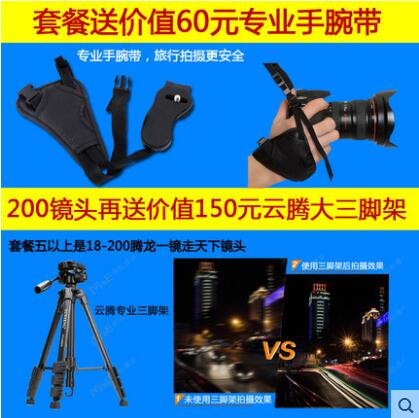 套餐送价值60元专业手腕带
专业手腕带，旅行拍摄更安全
200镜头再送价值150元云腾大三脚架
套餐五以上是18-200腾龙一镜走天下镜头
云腾专业三脚架
使用三脚架后拍摄效果
VS
未使用三脚架拍摄效果